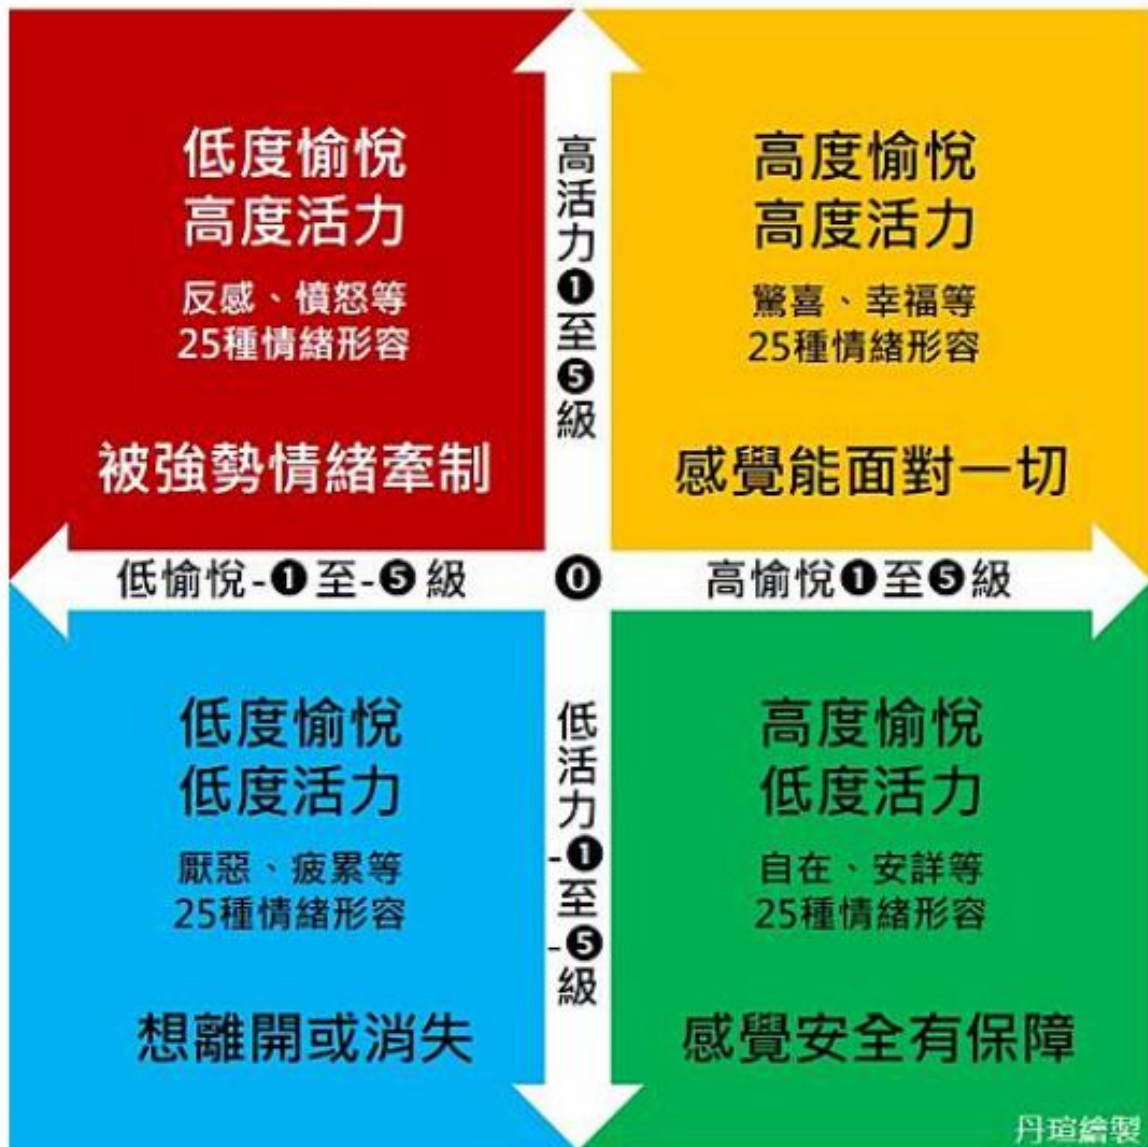 低度愉悅
高度活力
反感、憤怒等
25種情緒形容
被強勢情緒牽制
高活力❶至❺級
高度愉悅
高度活力
驚喜、幸福等
25種情緒形容
感覺能面對一切
低愉悅-❶至-❺級
⓿
高愉悅❶至❺級
低度愉悅
低度活力
厭惡、疲累等
25種情緒形容
想離開或消失
低活力-❶至-❺級
高度愉悅
低度活力
自在、安詳等
25種情緒形容
感覺安全有保障
丹瑄繪製